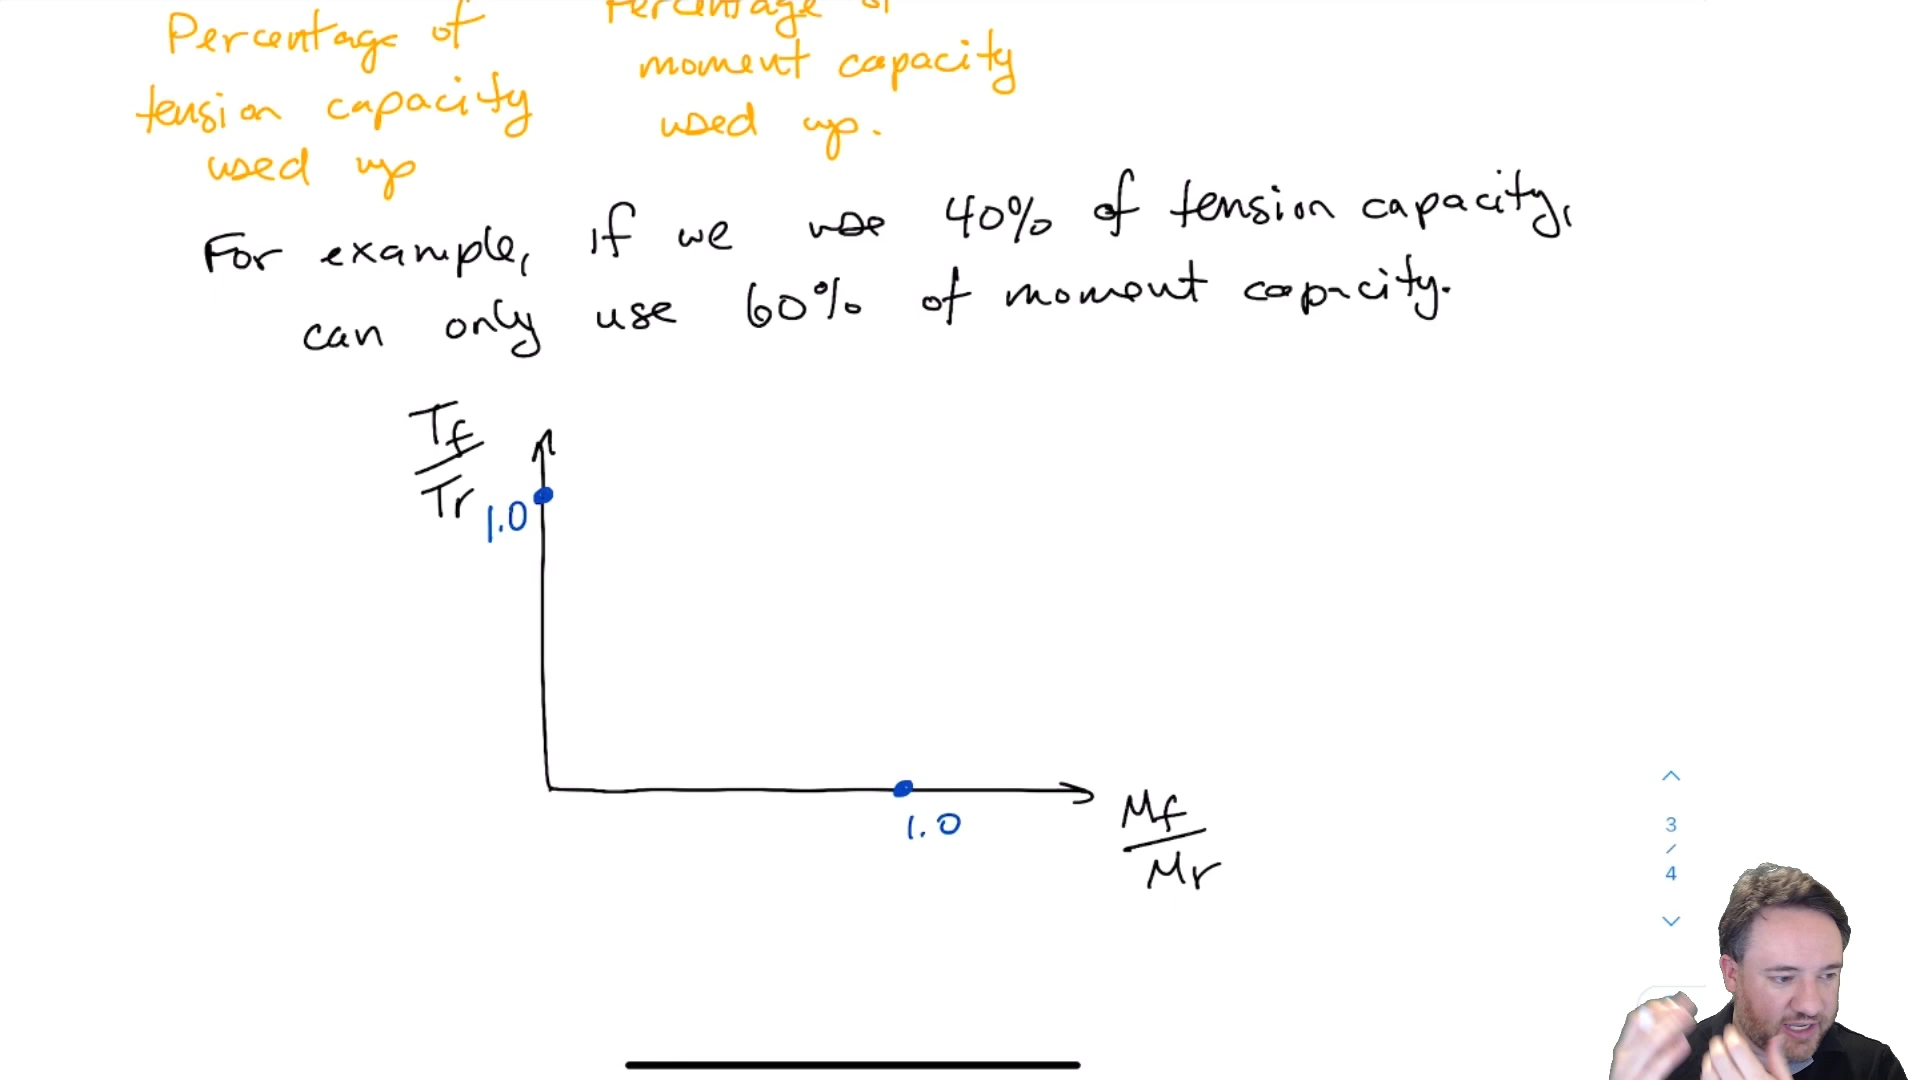 Percentage of
tension capacity
used up
Percentage of
moment capacity
used up.
For example, if we use 40% of tension capacity,
can only use 60% of moment capacity.
Tf
Tr
1.0
1.0
Mf
Mr
3
/
4